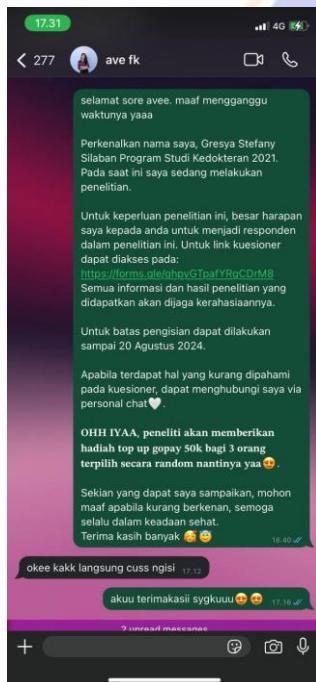 17.31
4G
277
ave fk
selamat sore avee. maaf mengganggu
waktunya yaaa
Perkenalkan nama saya, Gresya Stefany
Silaban Program Studi Kedokteran 2021.
Pada saat ini saya sedang melakukan
penelitian.
Untuk keperluan penelitian ini, besar harapan
saya kepada anda untuk menjadi responden
dalam penelitian ini. Untuk link kuesioner
dapat diakses pada:
https://forms.gle/ghpvGTpafYRgCDrM8
Semua informasi dan hasil penelitian yang
didapatkan akan dijaga kerahasiaannya.
Untuk batas pengisian dapat dilakukan
sampai 20 Agustus 2024.
Apabila terdapat hal yang kurang dipahami
pada kuesioner, dapat menghubungi saya via
personal chat🤍.
OHH IYAA, peneliti akan memberikan
hadiah top up gopay 50k bagi 3 orang
terpilih secara random nantinya yaa😍.
Sekian yang dapat saya sampaikan, mohon
maaf apabila kurang berkenan, semoga
selalu dalam keadaan sehat.
Terima kasih banyak 🥰😇
16.40
okee kakk langsung cuss ngisi 17.12
akuu terimakasii sygkuuu😍😍 17.16
2 unread messages